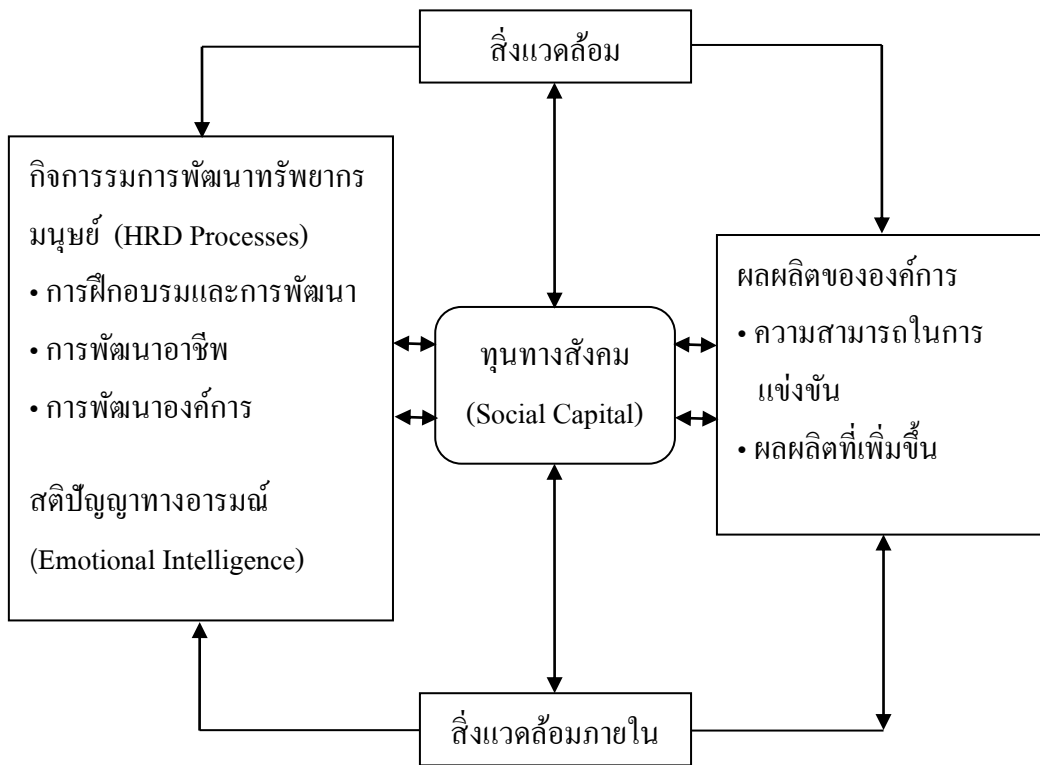 สิ่งแวดล้อม
กิจการรมการพัฒนาทรัพยากร
มนุษย์ (HRD Processes)
• การฝึกอบรมและการพัฒนา
• การพัฒนาอาชีพ
• การพัฒนาองค์การ
สติปัญญาทางอารมณ์
(Emotional Intelligence)
ทุนทางสังคม
(Social Capital)
ผลผลิตขององค์การ
• ความสามารถในการ
แข่งขัน
• ผลผลิตที่เพิ่มขึ้น
สิ่งแวดล้อมภายใน